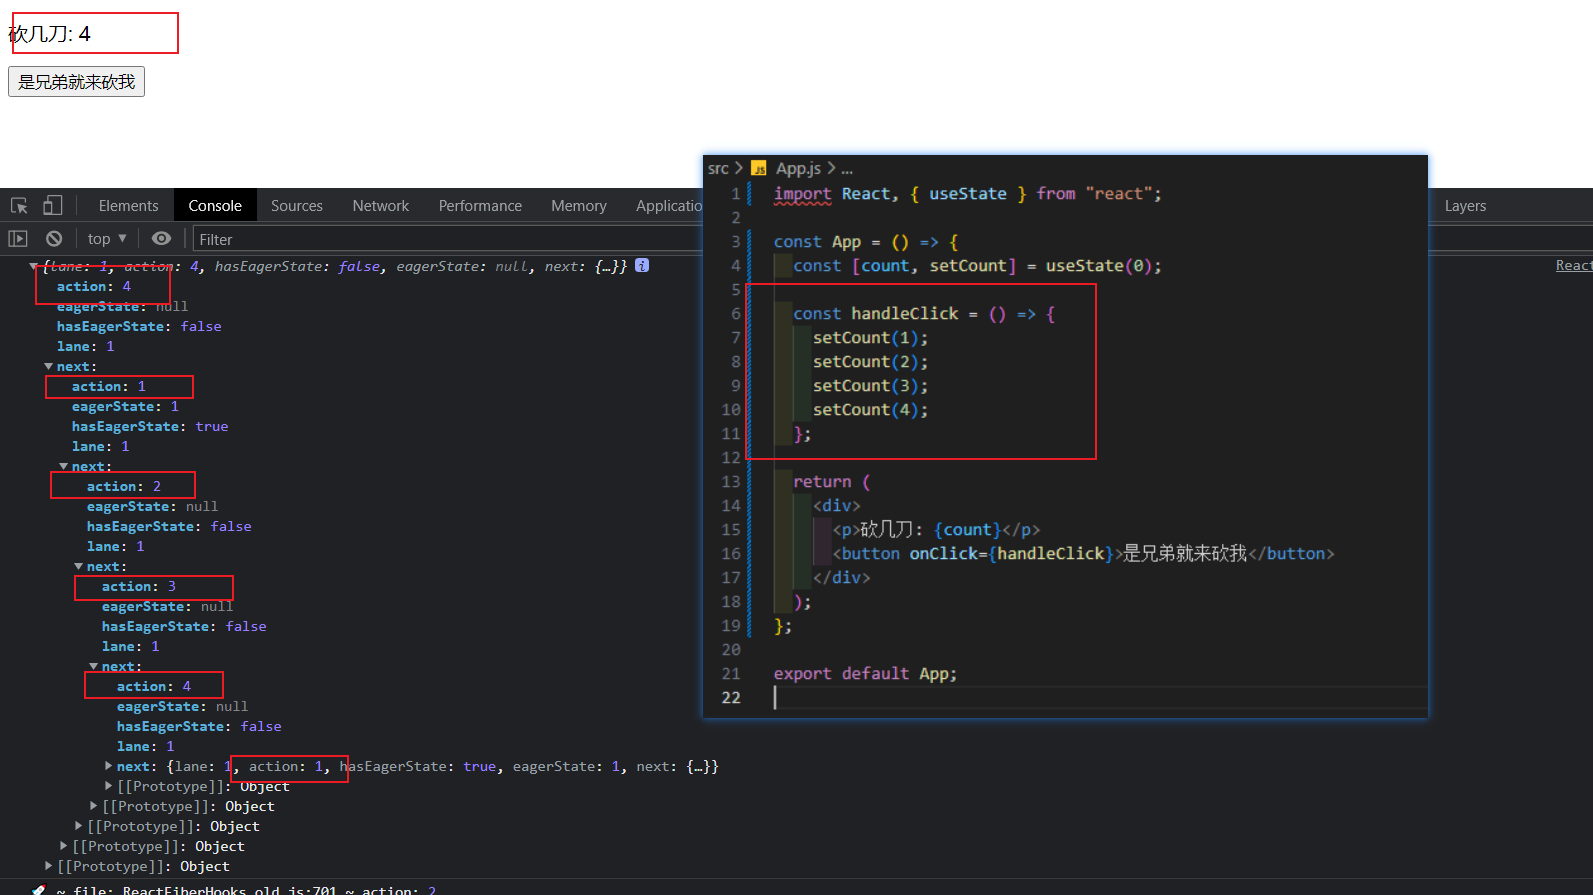 砍几刀: 4
是兄弟就来砍我
Elements Console Sources Network Performance Memory Layers
top ▼ Filter
▼{lane: 1, action: 4, hasEagerState: false, eagerState: null, next: {…}} i
action: 4
eagerState: null
hasEagerState: false
lane: 1
▼next:
action: 1
eagerState: 1
hasEagerState: true
lane: 1
▼next:
action: 2
eagerState: null
hasEagerState: false
lane: 1
▼next:
action: 3
eagerState: null
hasEagerState: false
lane: 1
▼next:
action: 4
eagerState: null
hasEagerState: false
lane: 1
▶next: {lane: 1, action: 1, hasEagerState: true, eagerState: 1, next: {…}}
▶[[Prototype]]: Object
▶[[Prototype]]: Object
▶[[Prototype]]: Object
▶[[Prototype]]: Object
▶[[Prototype]]: Object
~ file: ReactFiberHooks.old.js:701 ~ action: 2
src > JS App.js > ...
1 import React, { useState } from "react";
2
3 const App = () => {
4 const [count, setCount] = useState(0);
5
6 const handleClick = () => {
7 setCount(1);
8 setCount(2);
9 setCount(3);
10 setCount(4);
11 };
12
13 return (
14 <div>
15 <p>砍几刀: {count}</p>
16 <button onClick={handleClick}>是兄弟就来砍我</button>
17 </div>
18 );
19 };
20
21 export default App;
22